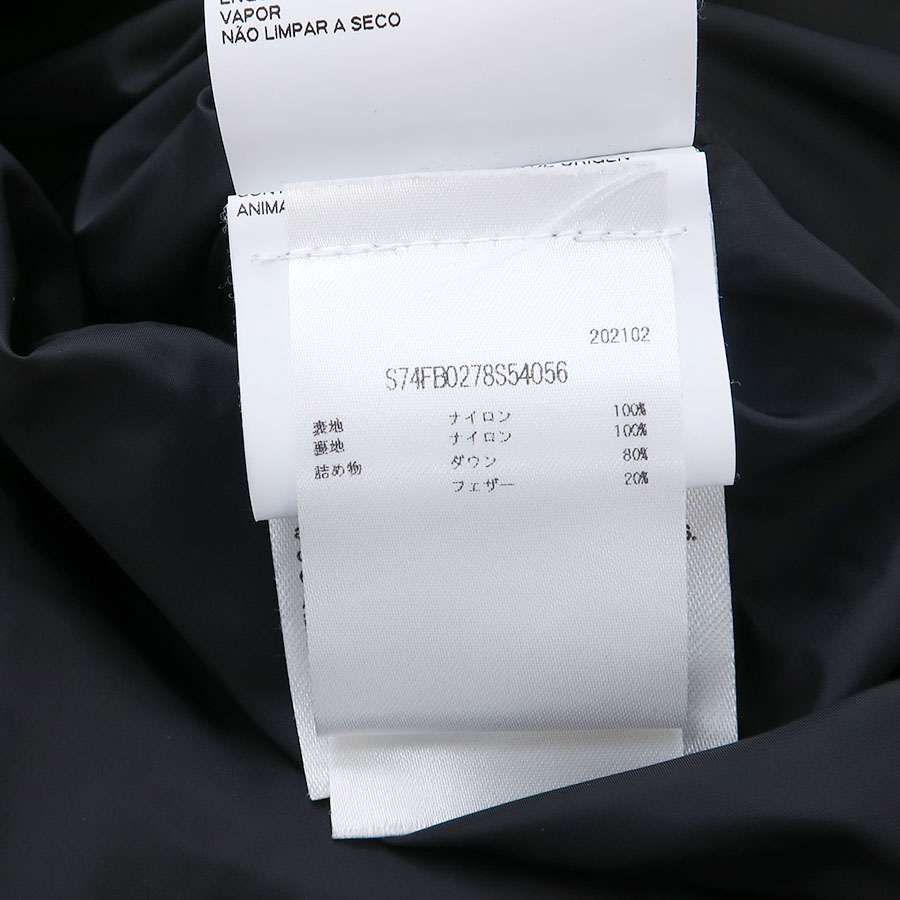 VAPOR
NÃO LIMPAR A SECO
ORIGEN
ANIMA
202102
S74FB0278S54056
表地 ナイロン 100%
裏地 ナイロン 100%
詰め物 ダウン 80%
フェザー 20%